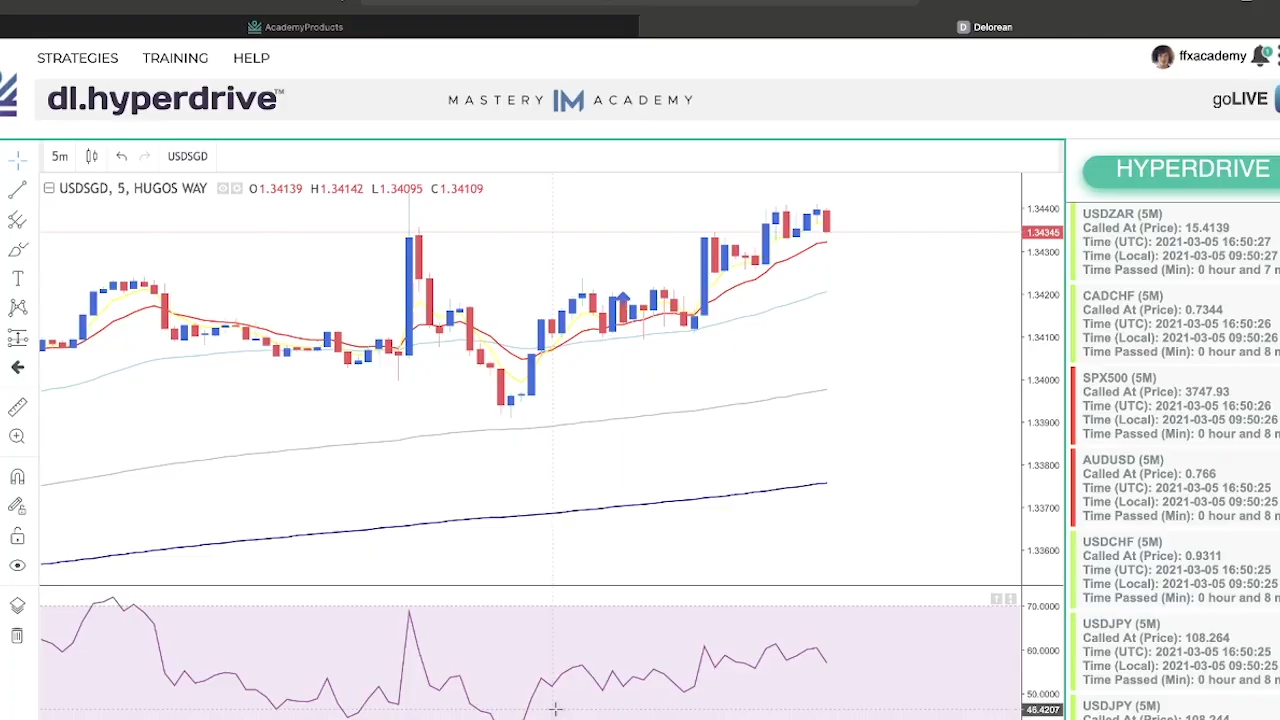 AcademyProducts
D Delorean
STRATEGIES TRAINING HELP
ffxacademy 1
dl.hyperdrive™
MASTERY IM ACADEMY
goLIVE
5m USDSGD
USDSGD, 5, HUGOS WAY O1.34139 H1.34142 L1.34095 C1.34109
1.34400
1.34345
1.34300
1.34200
1.34100
1.34000
1.33900
1.33800
1.33700
1.33600
70.0000
60.0000
50.0000
46.4207
HYPERDRIVE
USDZAR (5M)
Called At (Price): 15.4139
Time (UTC): 2021-03-05 16:50:27
Time (Local): 2021-03-05 09:50:27
Time Passed (Min): 0 hour and 7
CADCHF (5M)
Called At (Price): 0.7344
Time (UTC): 2021-03-05 16:50:26
Time (Local): 2021-03-05 09:50:26
Time Passed (Min): 0 hour and 8
SPX500 (5M)
Called At (Price): 3747.93
Time (UTC): 2021-03-05 16:50:26
Time (Local): 2021-03-05 09:50:26
Time Passed (Min): 0 hour and 8
AUDUSD (5M)
Called At (Price): 0.766
Time (UTC): 2021-03-05 16:50:25
Time (Local): 2021-03-05 09:50:25
Time Passed (Min): 0 hour and 8
USDCHF (5M)
Called At (Price): 0.9311
Time (UTC): 2021-03-05 16:50:25
Time (Local): 2021-03-05 09:50:25
Time Passed (Min): 0 hour and 8
USDJPY (5M)
Called At (Price): 108.264
Time (UTC): 2021-03-05 16:50:25
Time (Local): 2021-03-05 09:50:25
Time Passed (Min): 0 hour and 8
USDJPY (5M)
Called At (Price): 108.244